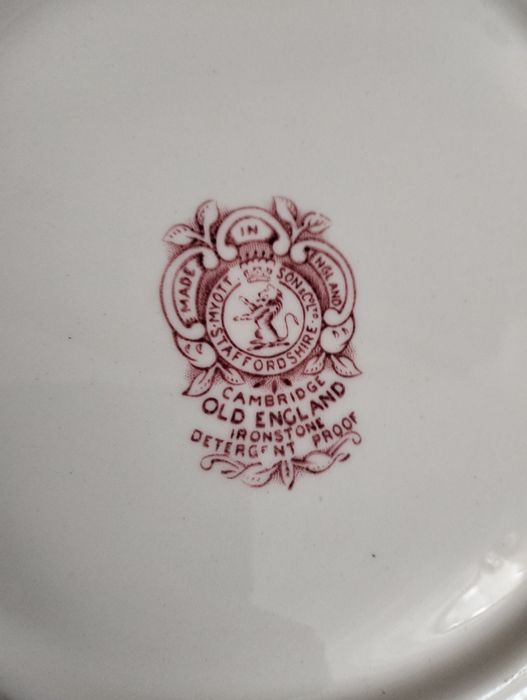 MADE IN ENGLAND
MYOTT SON & Co LTD
STAFFORDSHIRE
CAMBRIDGE
OLD ENGLAND
IRONSTONE
DETERGENT PROOF